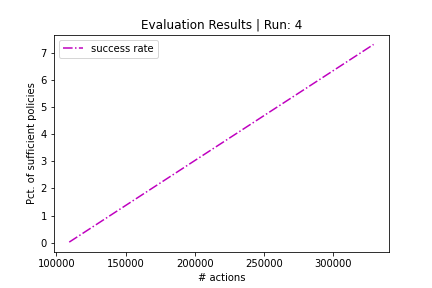 Evaluation Results | Run: 4
success rate
Pct. of sufficient policies
7
6
5
4
3
2
1
0
100000 150000 200000 250000 300000
# actions